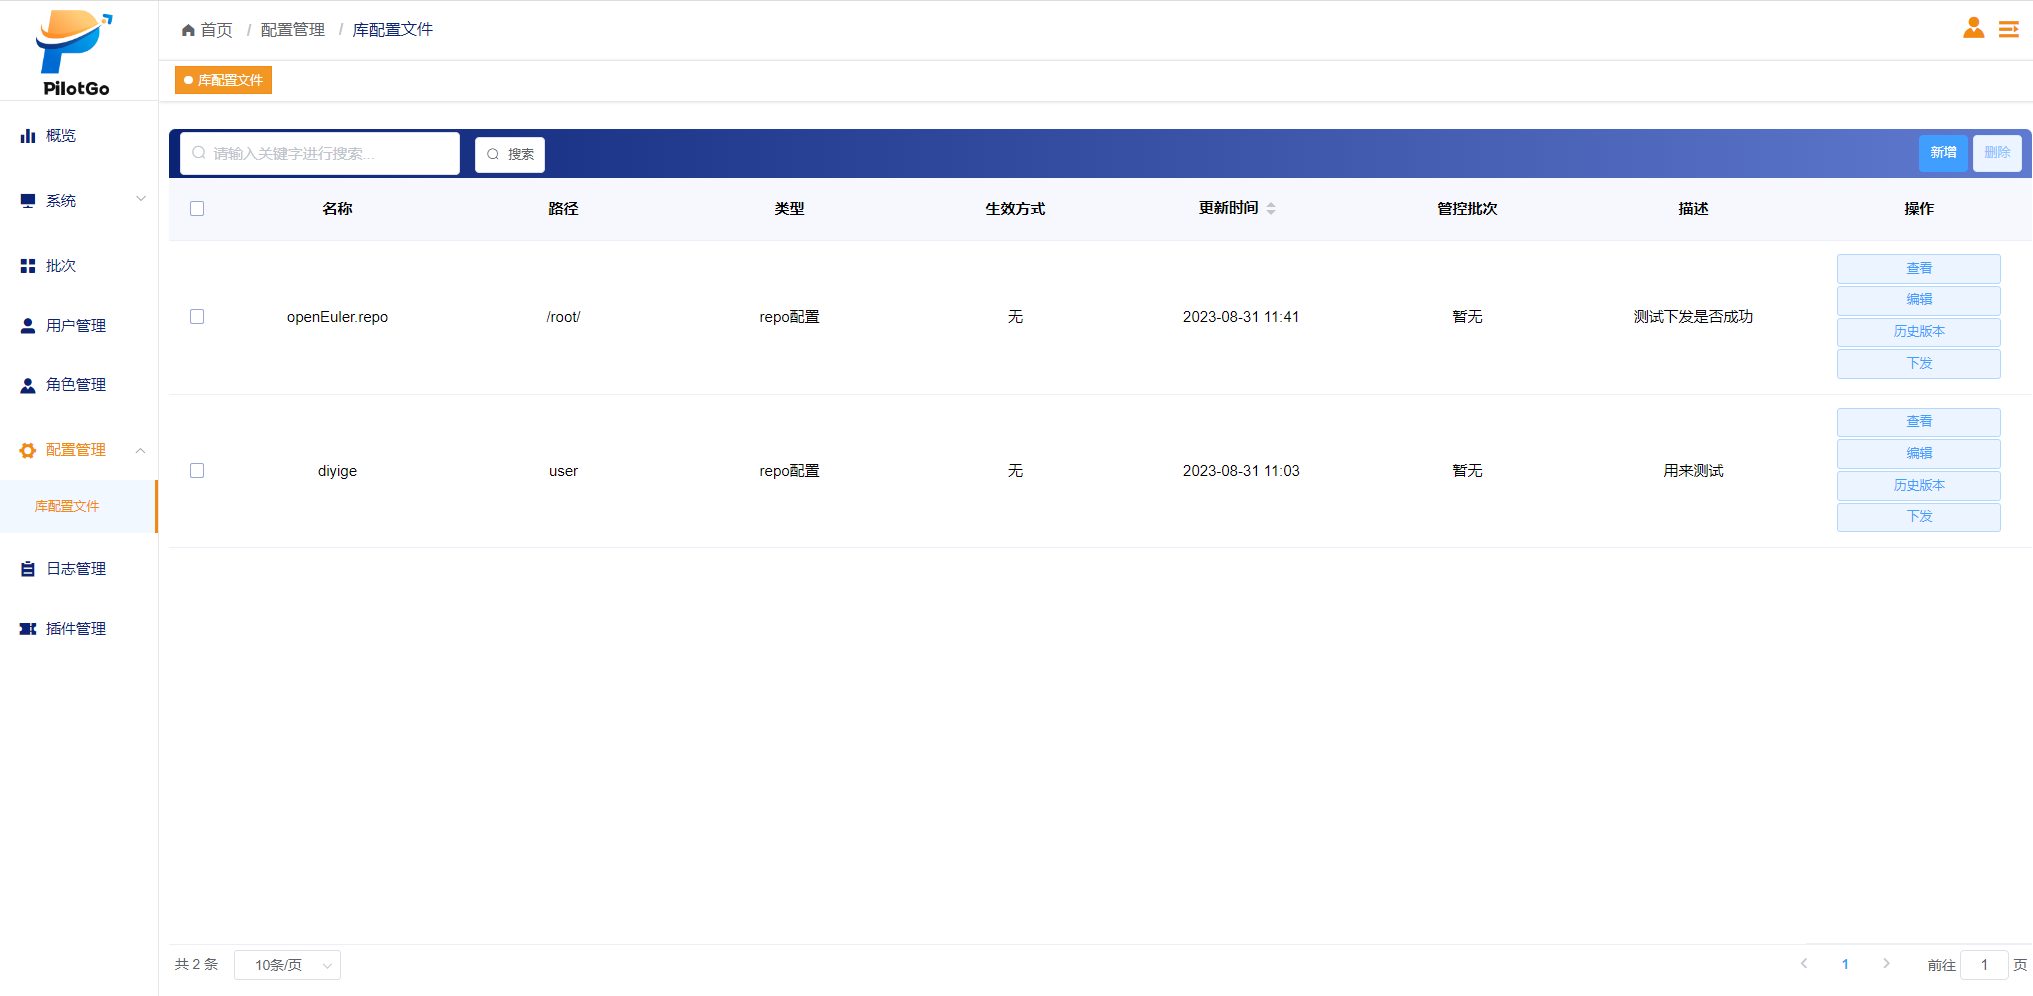 PilotGo
首页 / 配置管理 / 库配置文件
库配置文件
概览
系统
批次
用户管理
角色管理
配置管理
库配置文件
日志管理
插件管理
请输入关键字进行搜索...
搜索
新增
删除
名称 路径 类型 生效方式 更新时间 管控批次 描述 操作
openEuler.repo /root/ repo配置 无 2023-08-31 11:41 暂无 测试下发是否成功
查看
编辑
历史版本
下发
diyige user repo配置 无 2023-08-31 11:03 暂无 用来测试
查看
编辑
历史版本
下发
共 2 条 10条/页 1 前往 1 页